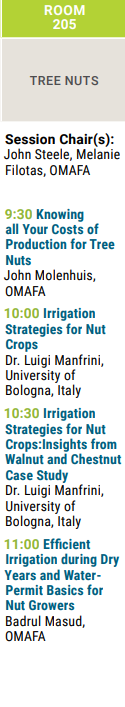 ROOM
205
TREE NUTS
Session Chair(s):
John Steele, Melanie
Filotas, OMAFA
9:30 Knowing
all Your Costs of
Production for Tree
Nuts
John Molenhuis,
OMAFA
10:00 Irrigation
Strategies for Nut
Crops
Dr. Luigi Manfrini,
University of
Bologna, Italy
10:30 Irrigation
Strategies for Nut
Crops:Insights from
Walnut and Chestnut
Case Study
Dr. Luigi Manfrini,
University of
Bologna, Italy
11:00 Efficient
Irrigation during Dry
Years and Water-
Permit Basics for
Nut Growers
Badrul Masud,
OMAFA